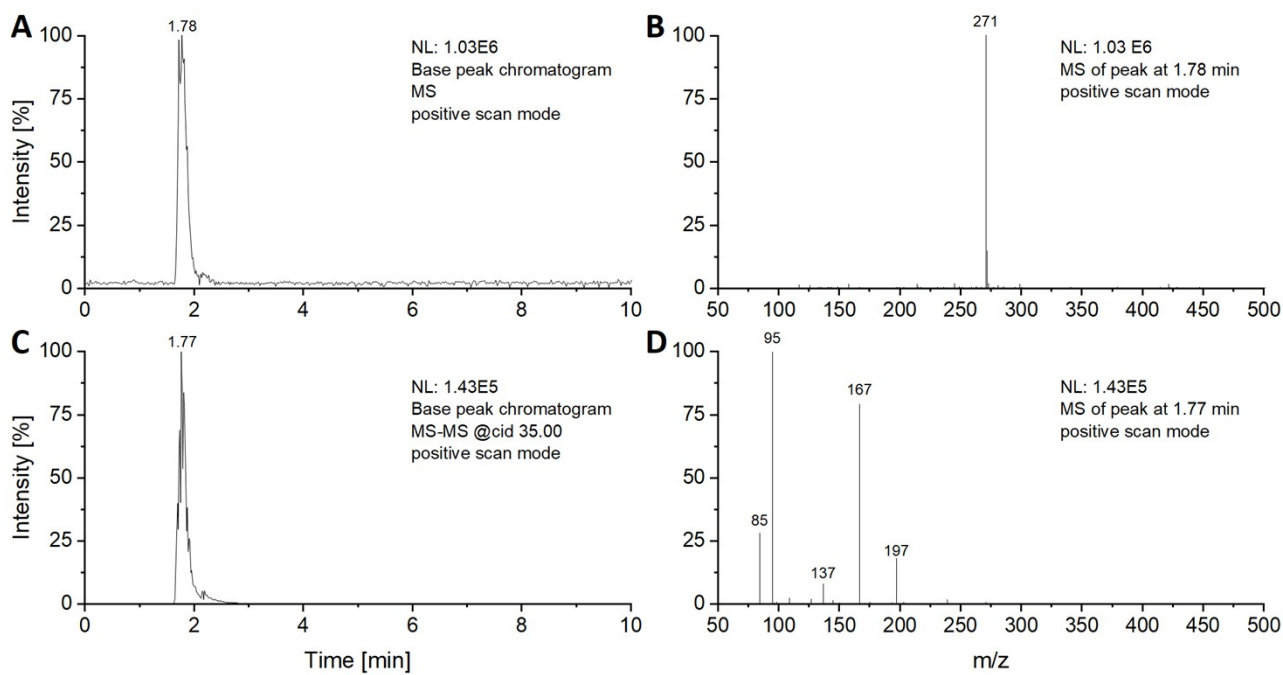 A
1.78
NL: 1.03E6
Base peak chromatogram
MS
positive scan mode
Intensity [%]
100
75
50
25
0
0 2 4 6 8 10
B
271
NL: 1.03 E6
MS of peak at 1.78 min
positive scan mode
100
75
50
25
0
50 100 150 200 250 300 350 400 450 500
C
1.77
NL: 1.43E5
Base peak chromatogram
MS-MS @cid 35.00
positive scan mode
Intensity [%]
100
75
50
25
0
0 2 4 6 8 10
Time [min]
D
95
167
85
137
197
NL: 1.43E5
MS of peak at 1.77 min
positive scan mode
100
75
50
25
0
50 100 150 200 250 300 350 400 450 500
m/z